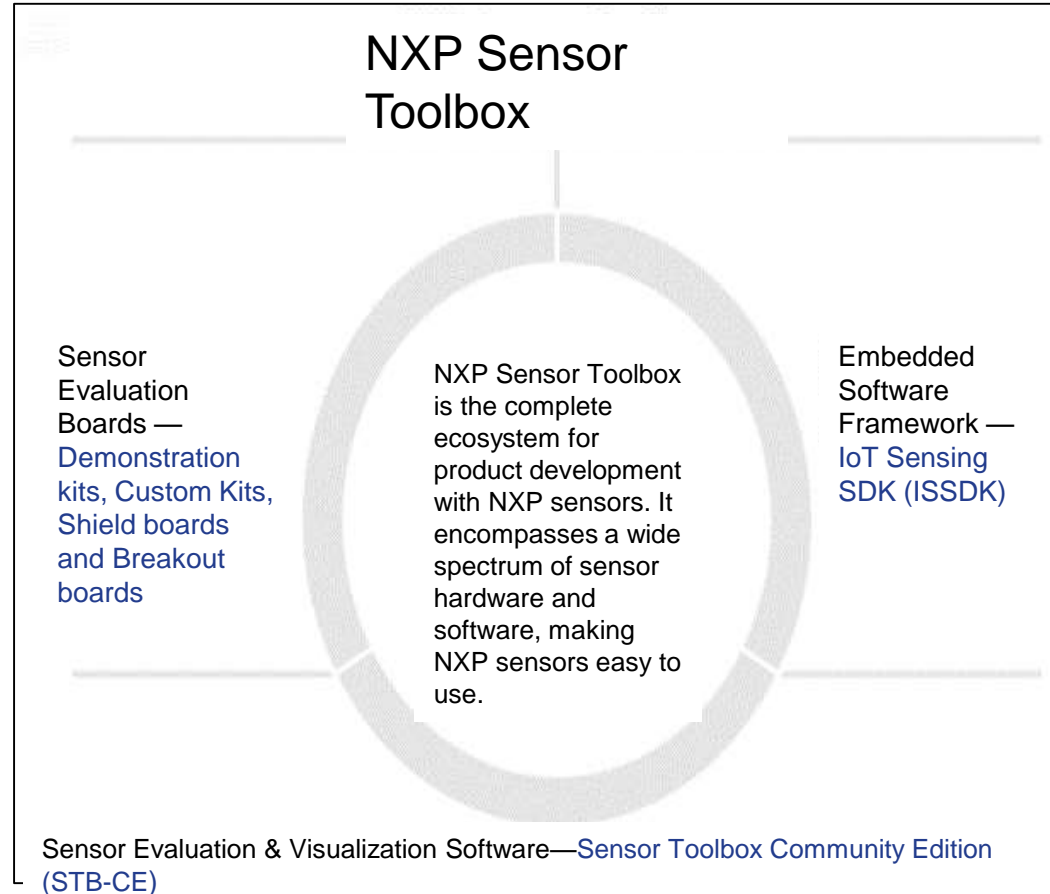 NXP Sensor
Toolbox
Sensor
Evaluation
Boards —
Demonstration
kits, Custom Kits,
Shield boards
and Breakout
boards
NXP Sensor Toolbox
is the complete
ecosystem for
product development
with NXP sensors. It
encompasses a wide
spectrum of sensor
hardware and
software, making
NXP sensors easy to
use.
Embedded
Software
Framework —
IoT Sensing
SDK (ISSDK)
Sensor Evaluation & Visualization Software—Sensor Toolbox Community Edition
(STB-CE)